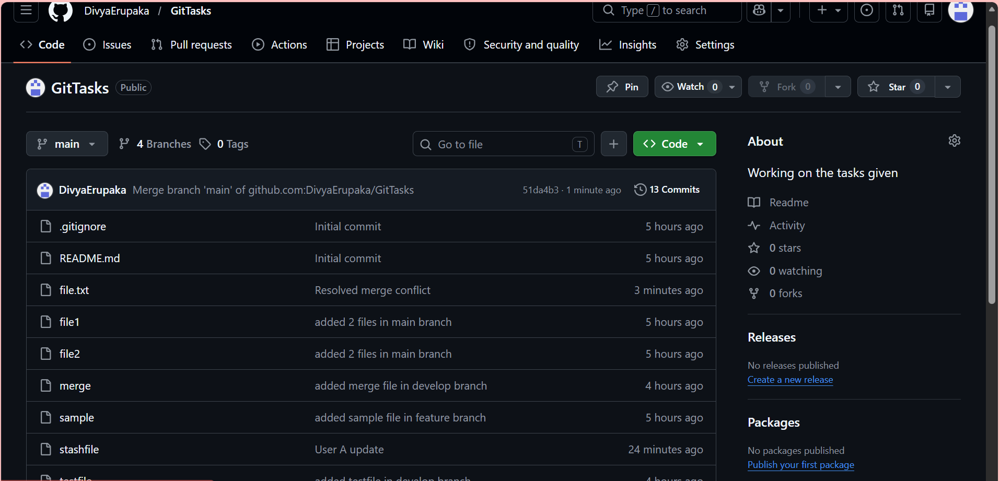 DivyaErupaka / GitTasks
Type / to search
Code Issues Pull requests Actions Projects Wiki Security and quality Insights Settings
GitTasks Public
Pin Watch 0 Fork 0 Star 0
main 4 Branches 0 Tags
Go to file T
Code
DivyaErupaka Merge branch 'main' of github.com:DivyaErupaka/GitTasks 51da4b3 · 1 minute ago 13 Commits
.gitignore Initial commit 5 hours ago
README.md Initial commit 5 hours ago
file.txt Resolved merge conflict 3 minutes ago
file1 added 2 files in main branch 5 hours ago
file2 added 2 files in main branch 5 hours ago
merge added merge file in develop branch 4 hours ago
sample added sample file in feature branch 5 hours ago
stashfile User A update 24 minutes ago
testfile added testfile in develop branch 4 hours ago
About
Working on the tasks given
Readme
Activity
0 stars
0 watching
0 forks
Releases
No releases published
Create a new release
Packages
No packages published
Publish your first package